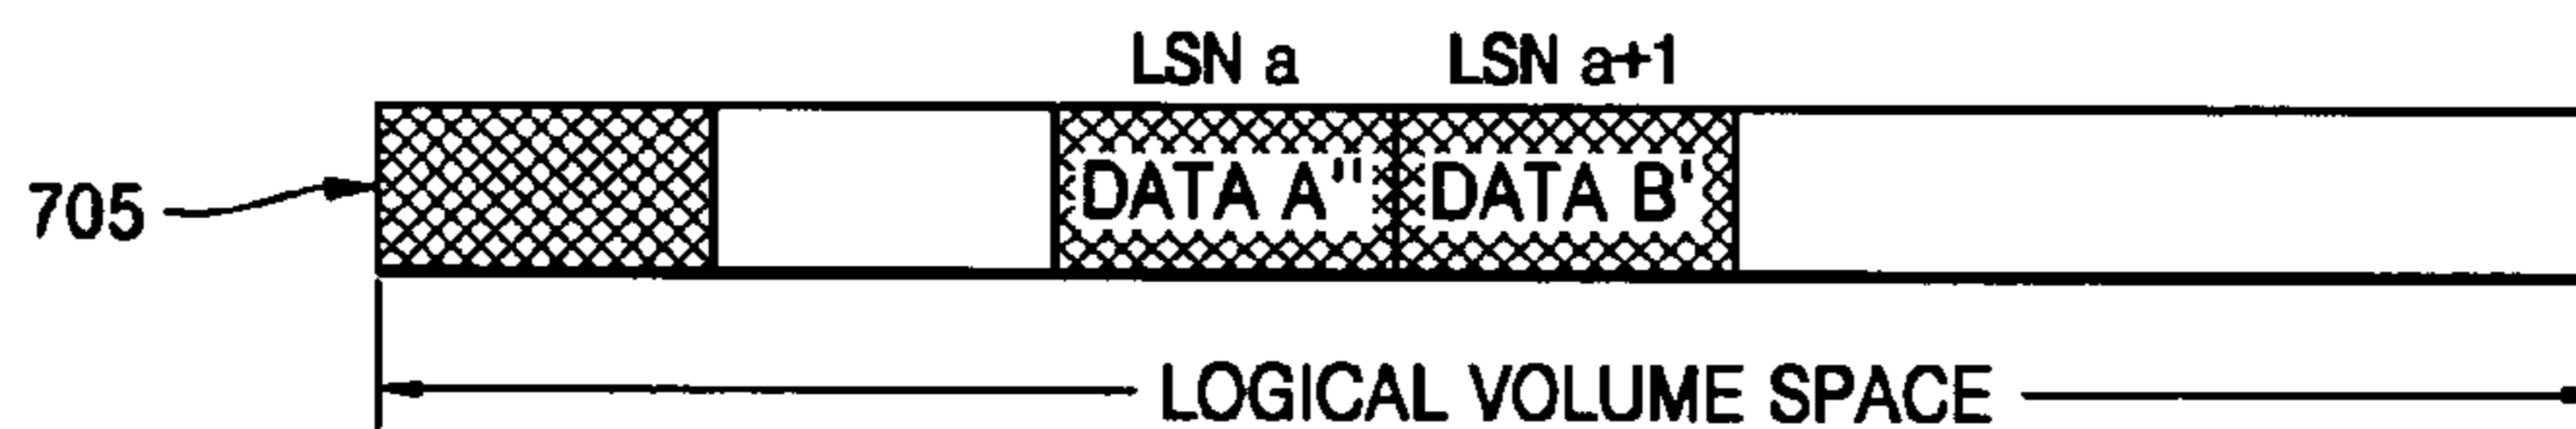 LSN a LSN a+1
705 DATA A'' DATA B'
LOGICAL VOLUME SPACE